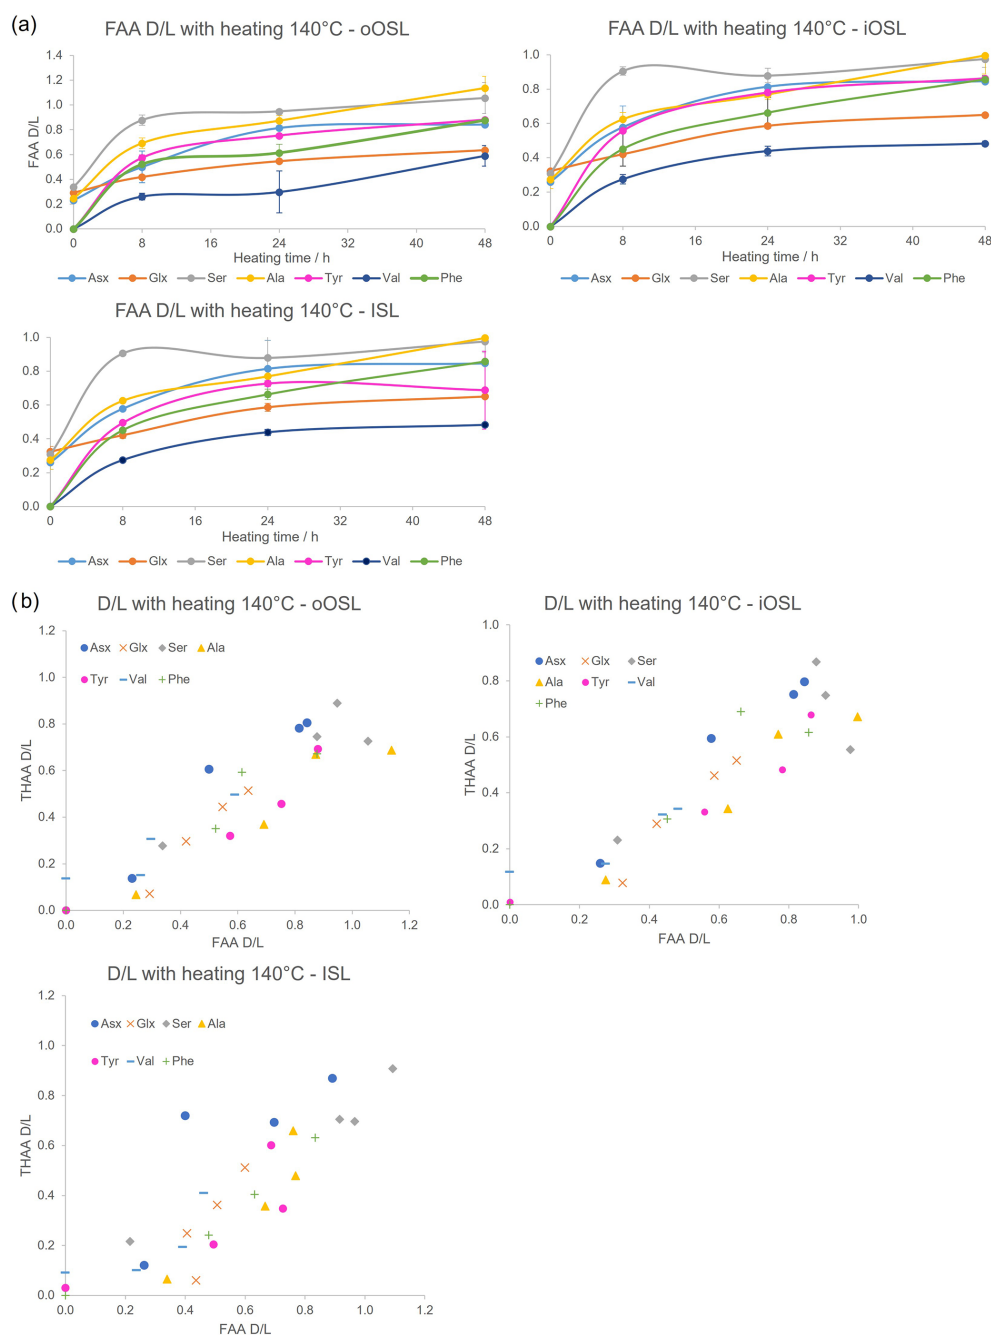 (a)
FAA D/L with heating 140°C - oOSL
FAA D/L
1.4
1.2
1.0
0.8
0.6
0.4
0.2
0.0
0 8 16 24 32 40 48
Heating time / h
Asx Glx Ser Ala Tyr Val Phe
FAA D/L with heating 140°C - iOSL
1.0
0.8
0.6
0.4
0.2
0.0
0 8 16 24 32 40 48
Heating time / h
Asx Glx Ser Ala Tyr Val Phe
FAA D/L with heating 140°C - ISL
1.0
0.8
0.6
0.4
0.2
0.0
0 8 16 24 32 40 48
Heating time / h
Asx Glx Ser Ala Tyr Val Phe
(b)
D/L with heating 140°C - oOSL
THAA D/L
1.2
1.0
0.8
0.6
0.4
0.2
0.0
Asx Glx Ser Ala
Tyr Val Phe
0.0 0.2 0.4 0.6 0.8 1.0 1.2
FAA D/L
D/L with heating 140°C - iOSL
THAA D/L
1.0
0.8
0.6
0.4
0.2
0.0
Asx Glx Ser
Ala Tyr Val
Phe
0.0 0.2 0.4 0.6 0.8 1.0
FAA D/L
D/L with heating 140°C - ISL
THAA D/L
1.2
1.0
0.8
0.6
0.4
0.2
0.0
Asx Glx Ser Ala
Tyr Val Phe
0.0 0.2 0.4 0.6 0.8 1.0 1.2
FAA D/L